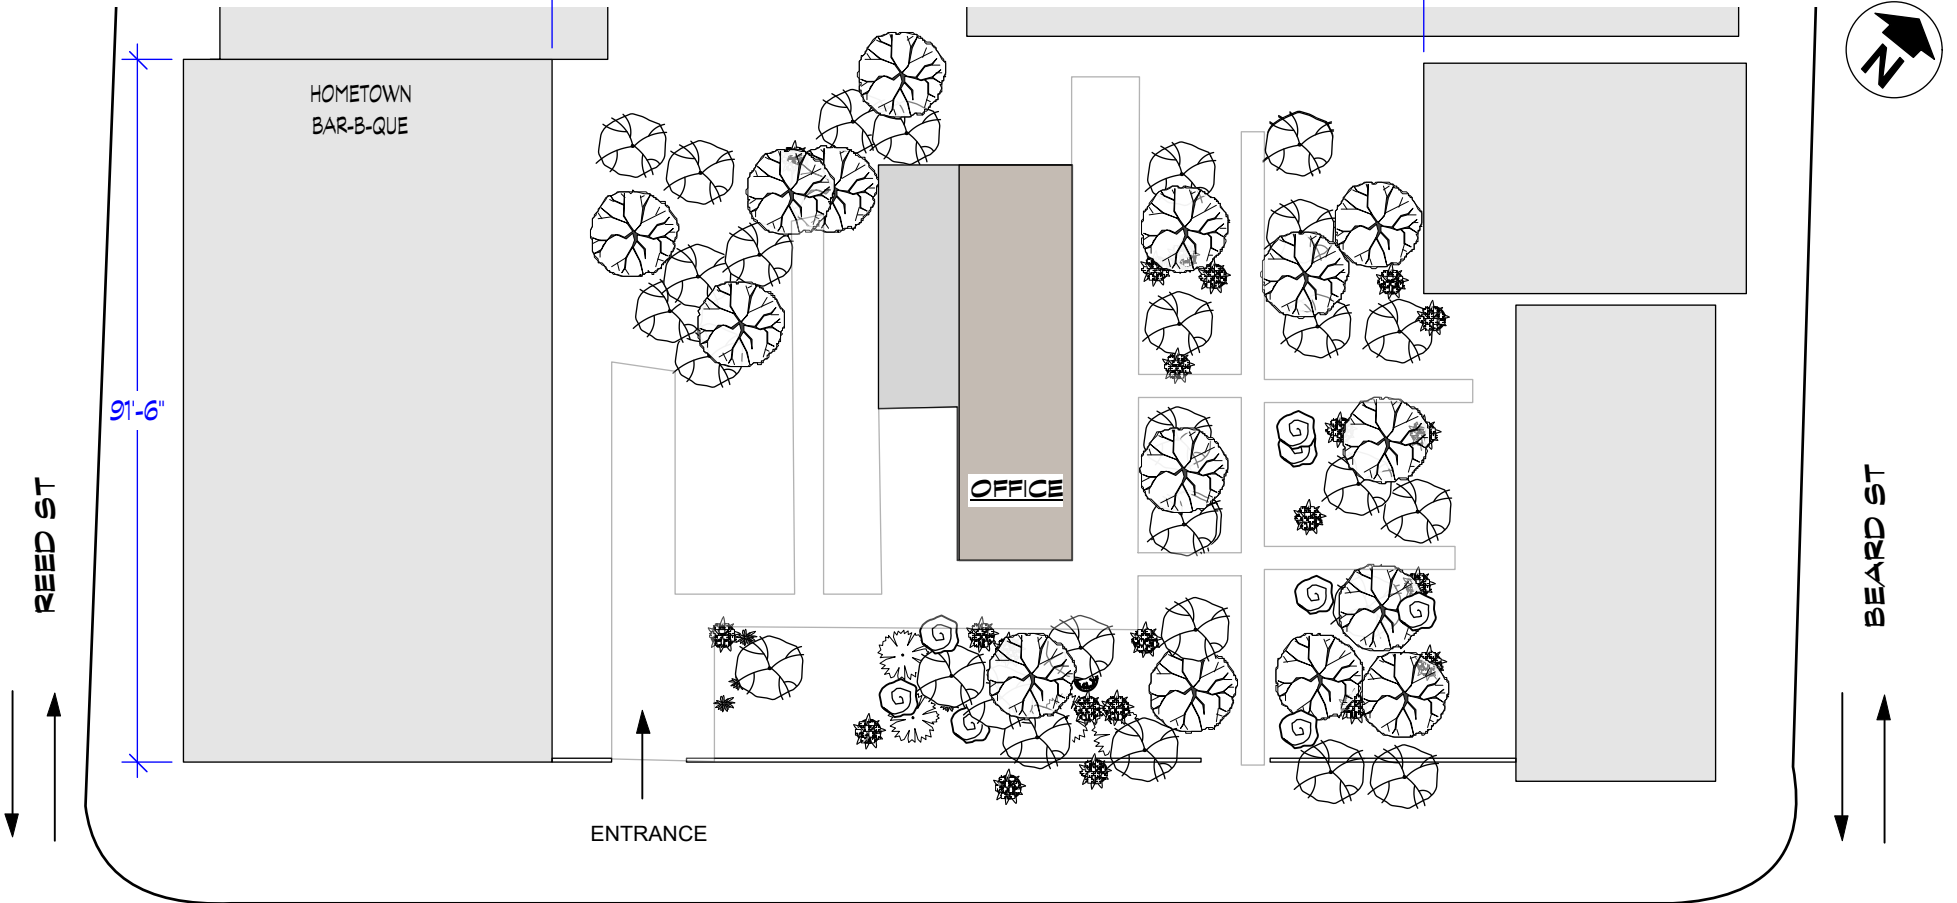 HOMETOWN
BAR-B-QUE
N
91'-6"
OFFICE
REED ST
BEARD ST
ENTRANCE